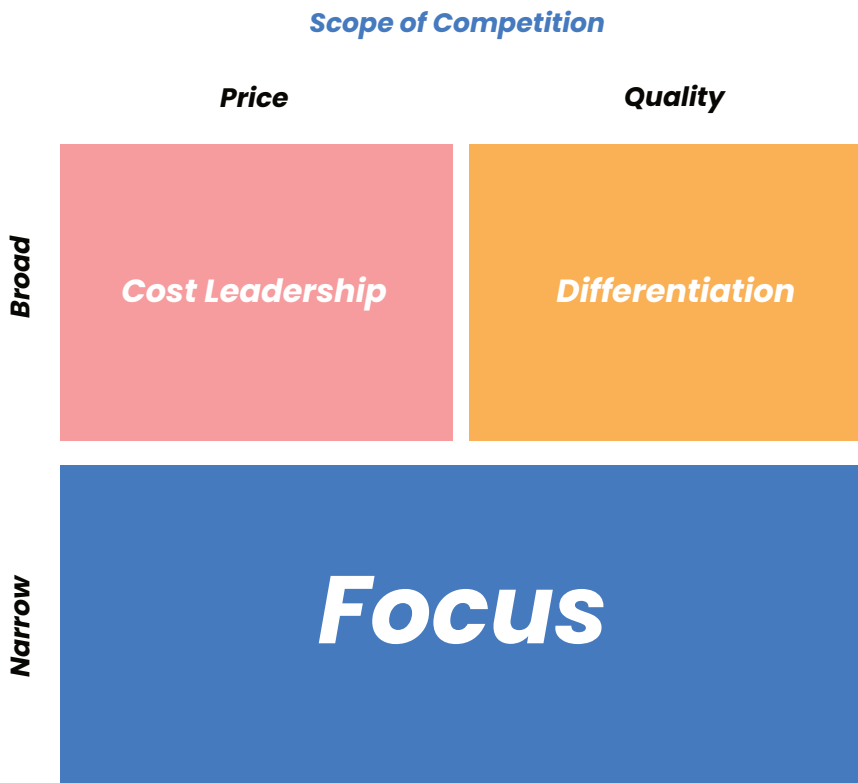 Scope of Competition
Price
Quality
Broad
Cost Leadership
Differentiation
Narrow
Focus